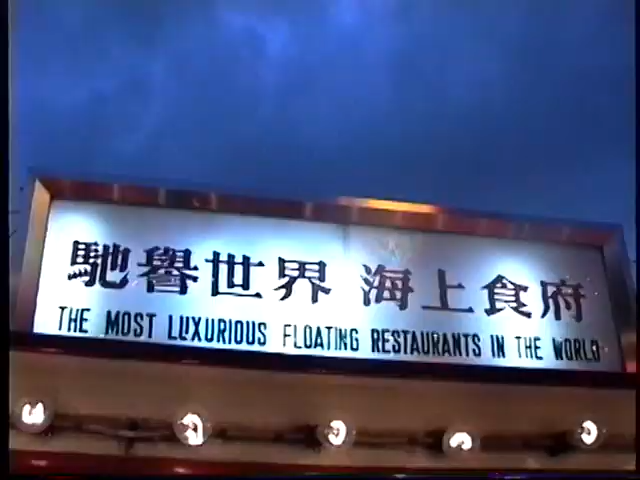 馳譽世界 海上食府
THE MOST LUXURIOUS FLOATING RESTAURANTS IN THE WORLD